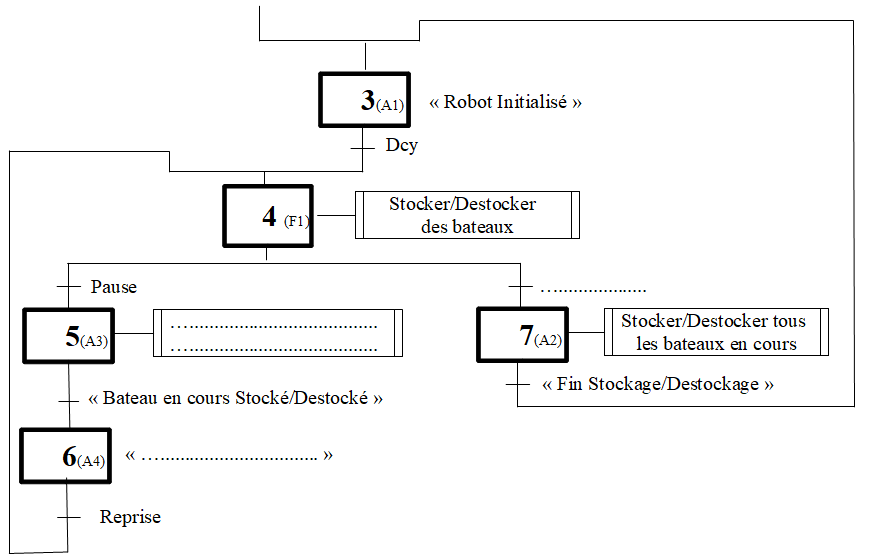 3(A1)
« Robot Initialisé »
Dcy
4 (F1)
Stocker/Destocker
des bateaux
Pause
….................
5(A3)
…......................................
…......................................
7(A2)
Stocker/Destocker tous
les bateaux en cours
« Fin Stockage/Destockage »
« Bateau en cours Stocké/Destocké »
6(A4)
« …................................ »
Reprise